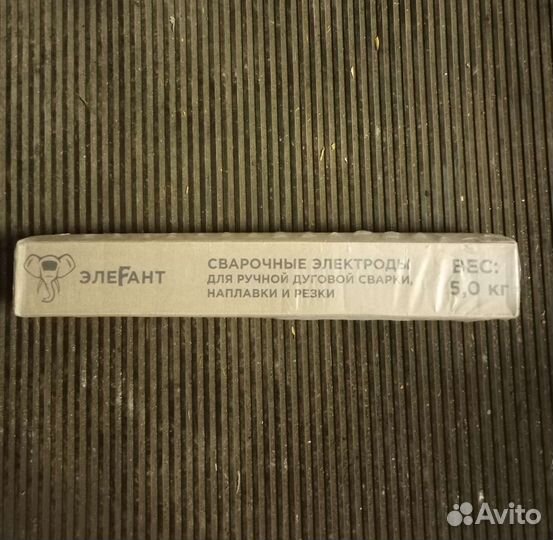 ЭЛЕFАНТ
СВАРОЧНЫЕ ЭЛЕКТРОДЫ
ДЛЯ РУЧНОЙ ДУГОВОЙ СВАРКИ,
НАПЛАВКИ И РЕЗКИ
ВЕС:
5,0 КГ
Avito